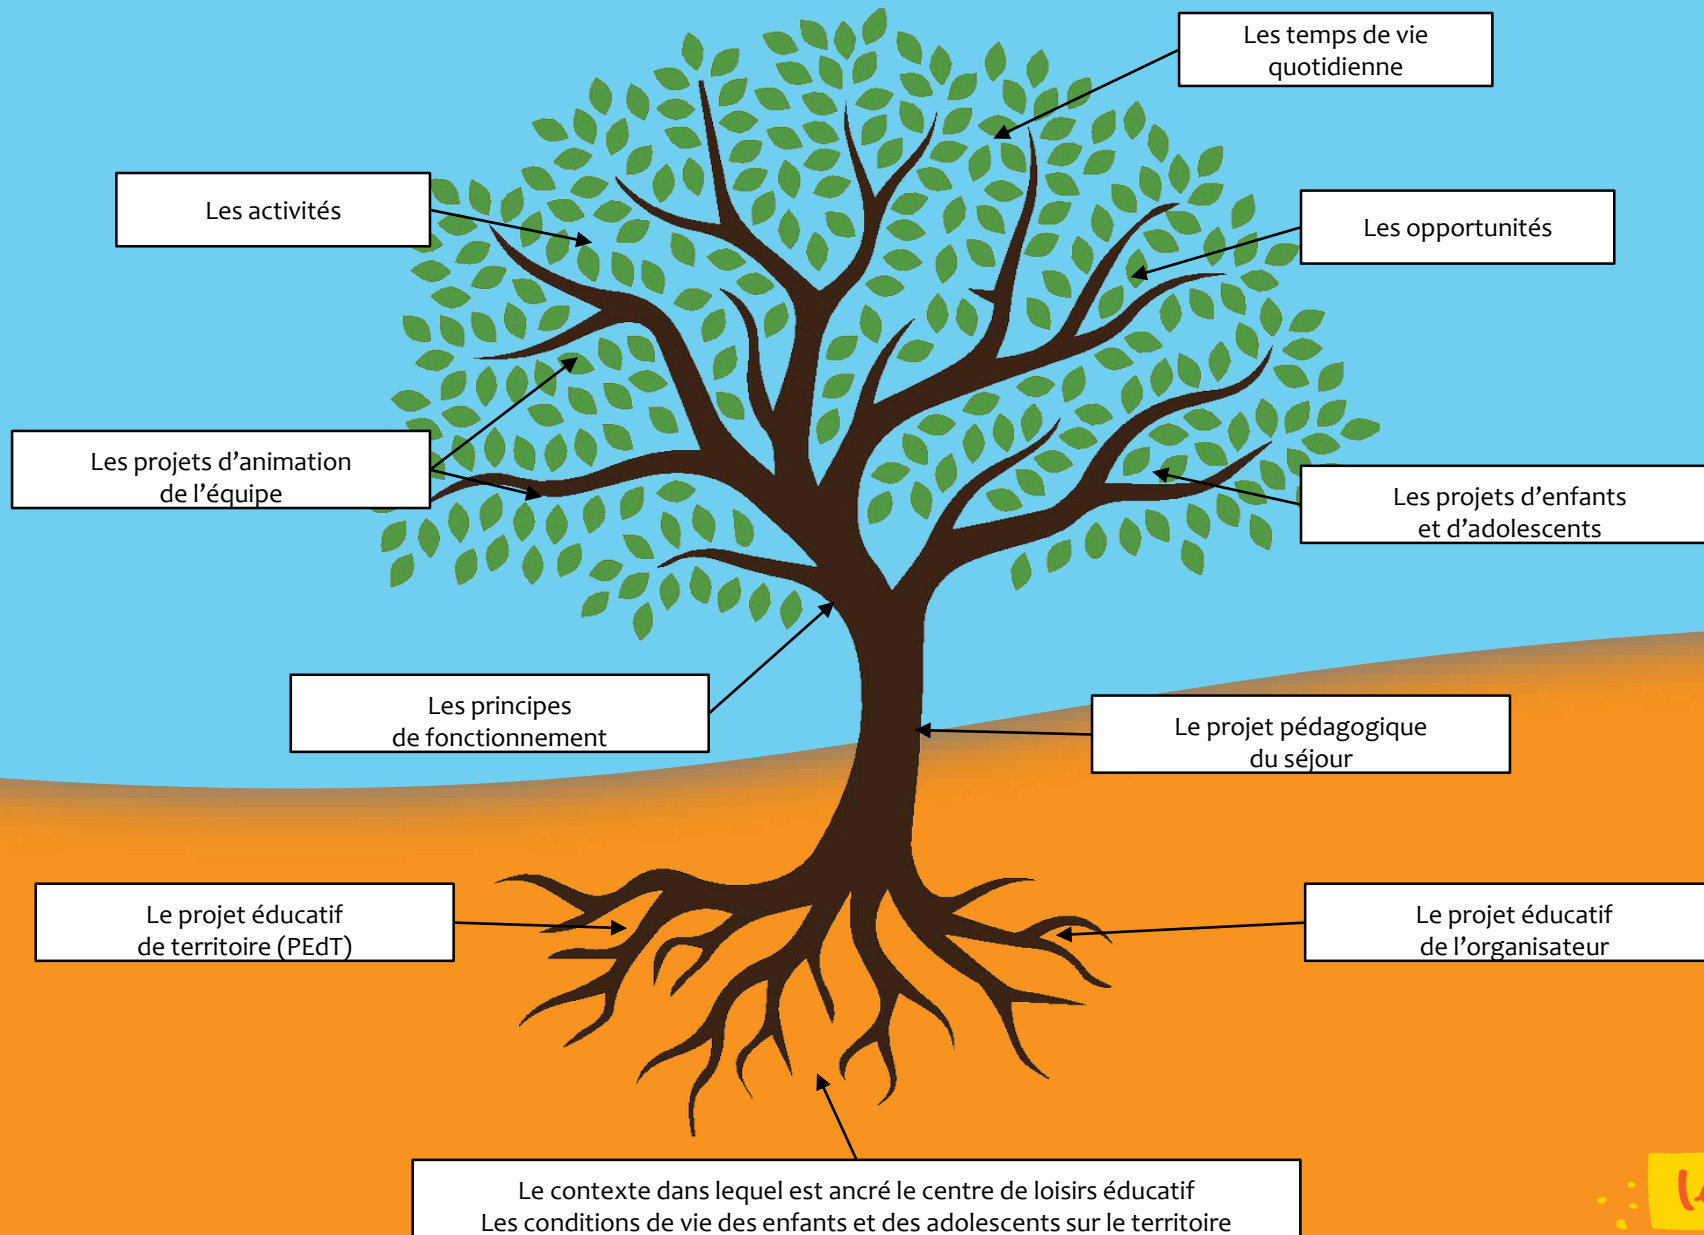 Les temps de vie
quotidienne
Les activités
Les opportunités
Les projets d’animation
de l’équipe
Les projets d’enfants
et d’adolescents
Les principes
de fonctionnement
Le projet pédagogique
du séjour
Le projet éducatif
de territoire (PEdT)
Le projet éducatif
de l’organisateur
Le contexte dans lequel est ancré le centre de loisirs éducatif
Les conditions de vie des enfants et des adolescents sur le territoire